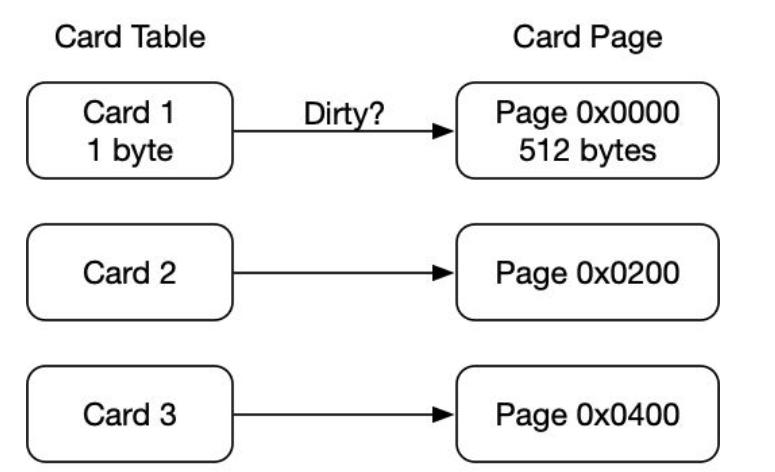 Card Table
Card Page
Card 1
1 byte
Dirty?
Page 0x0000
512 bytes
Card 2
Page 0x0200
Card 3
Page 0x0400